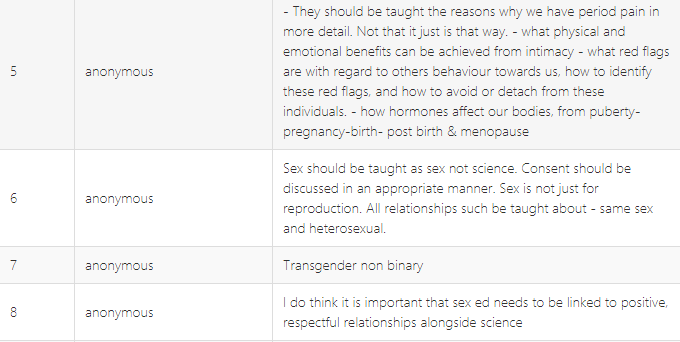 - They should be taught the reasons why we have period pain in
more detail. Not that it just is that way. - what physical and
emotional benefits can be achieved from intimacy - what red flags
5 anonymous are with regard to others behaviour towards us, how to identify
these red flags, and how to avoid or detach from these
individuals. - how hormones affect our bodies, from puberty-
pregnancy-birth- post birth & menopause
Sex should be taught as sex not science. Consent should be
discussed in an appropriate manner. Sex is not just for
6 anonymous reproduction. All relationships such be taught about - same sex
and heterosexual.
7 anonymous Transgender non binary
8 anonymous I do think it is important that sex ed needs to be linked to positive,
respectful relationships alongside science